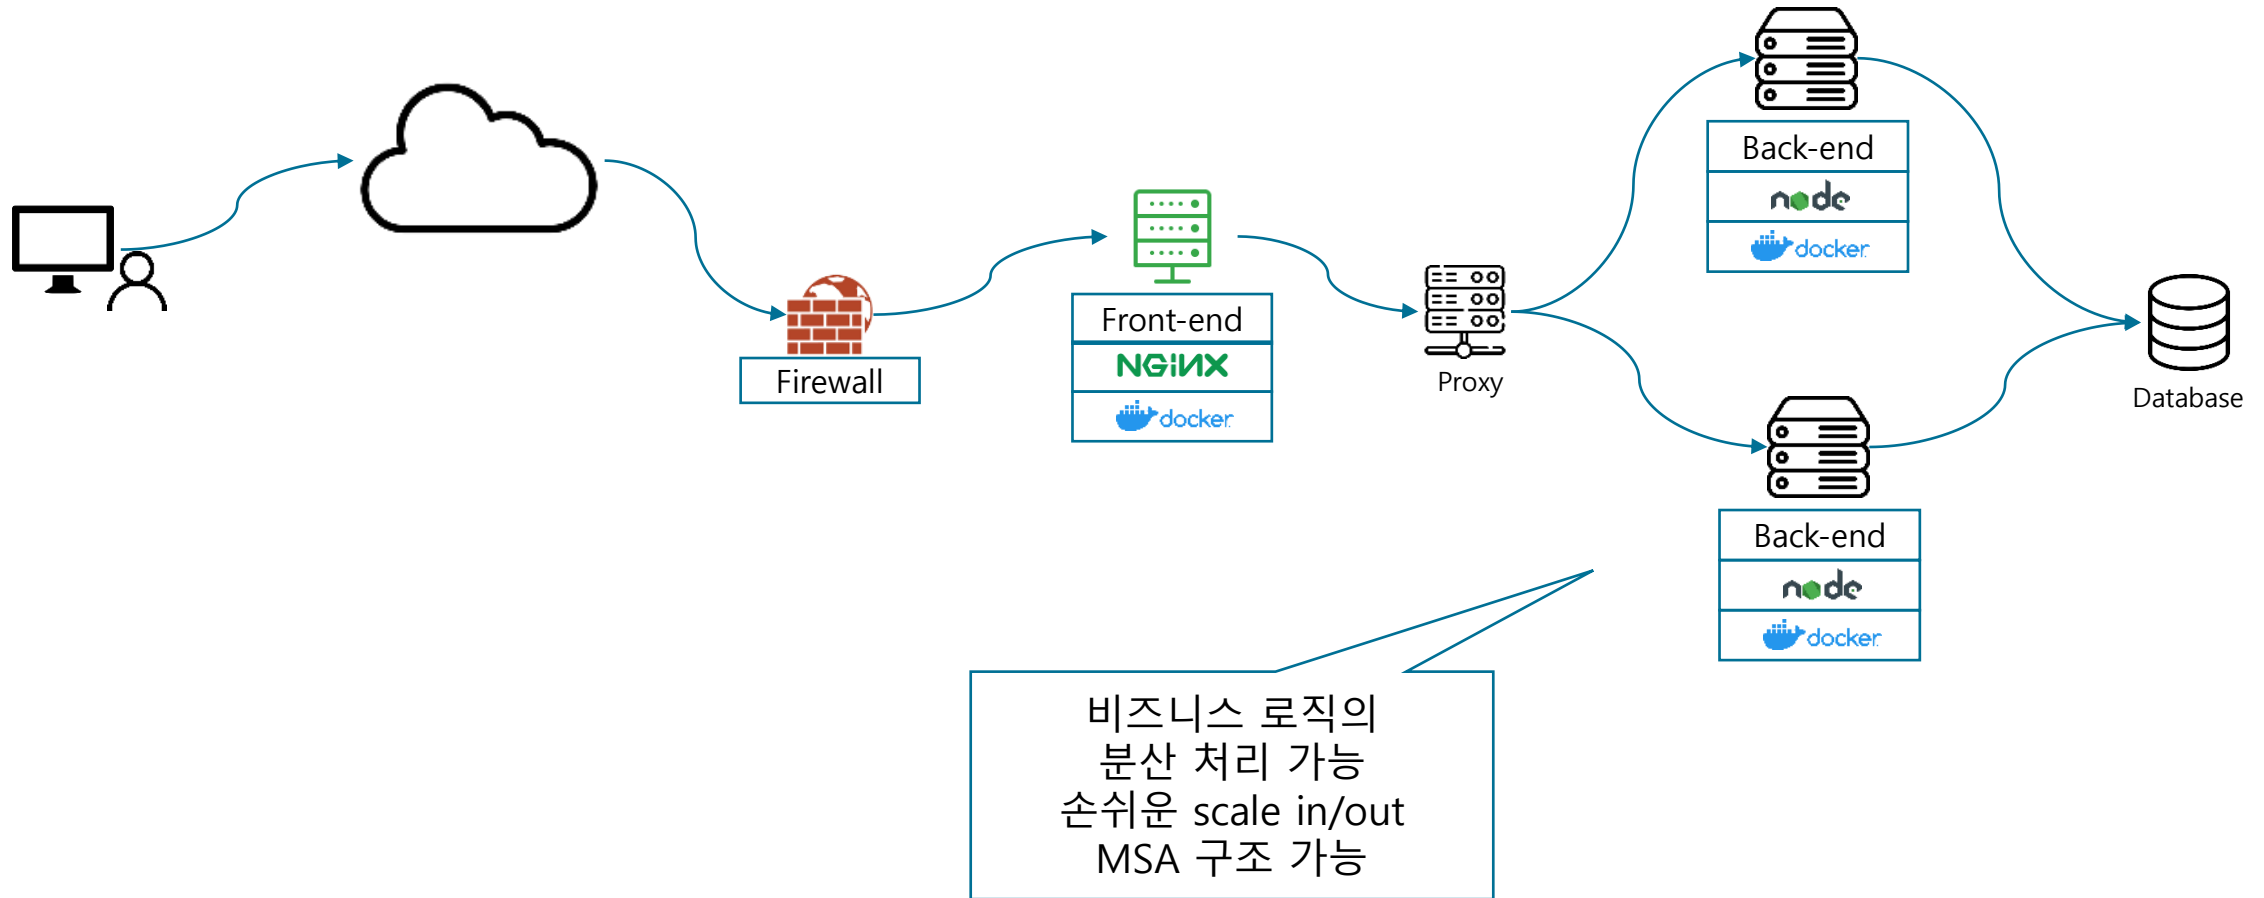 Firewall
Front-end
NGINX
docker
Proxy
Back-end
node
docker
Back-end
node
docker
Database
비즈니스 로직의
분산 처리 가능
손쉬운 scale in/out
MSA 구조 가능